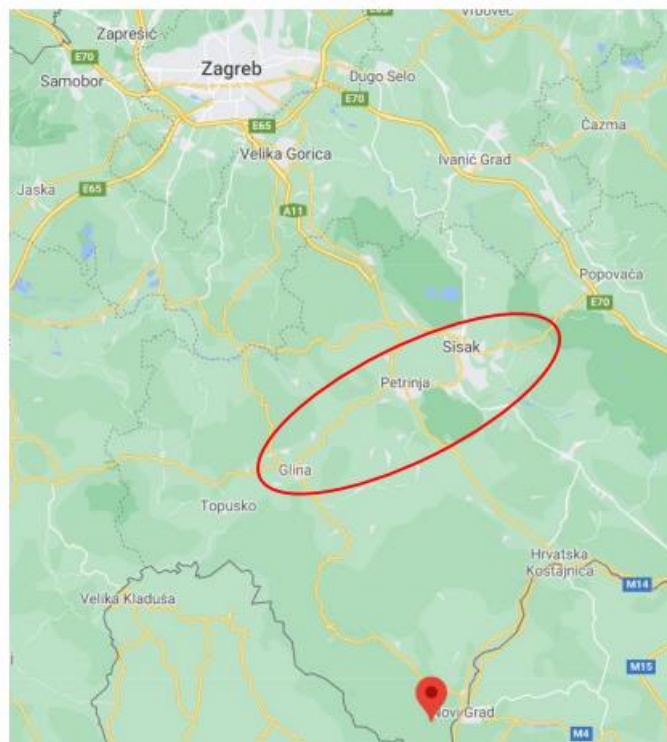 Vrbovec
Zaprešić
E70
Samobor
Zagreb
Dugo Selo
E70
E65
Čazma
Velika Gorica
Ivanić Grad
Jaska
E65
A11
Popovača
E70
Sisak
Petrinja
Glina
Topusko
Hrvatska
Kostajnica
M14
Velika Kladuša
M15
Novi Grad
M4